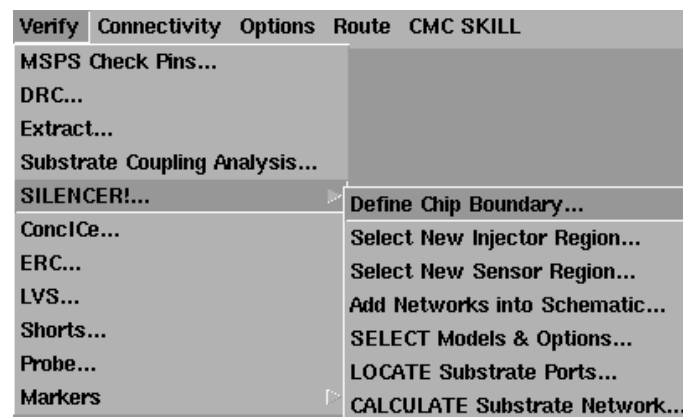 Verify Connectivity Options Route CMC SKILL
MSPS Check Pins...
DRC...
Extract...
Substrate Coupling Analysis...
SILENCER!...
Define Chip Boundary...
ConcICe...
Select New Injector Region...
ERC...
Select New Sensor Region...
LVS...
Add Networks into Schematic...
Shorts...
SELECT Models & Options...
Probe...
LOCATE Substrate Ports...
Markers
CALCULATE Substrate Network...